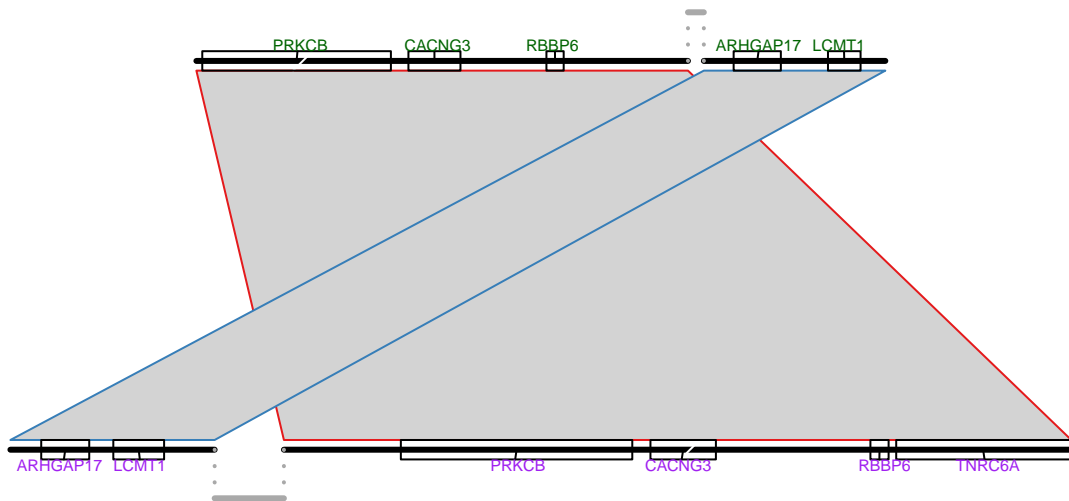 PRKCB CACNG3 RBBP6 ARHGAP17 LCMT1
ARHGAP17 LCMT1 PRKCB CACNG3 RBBP6 TNRC6A